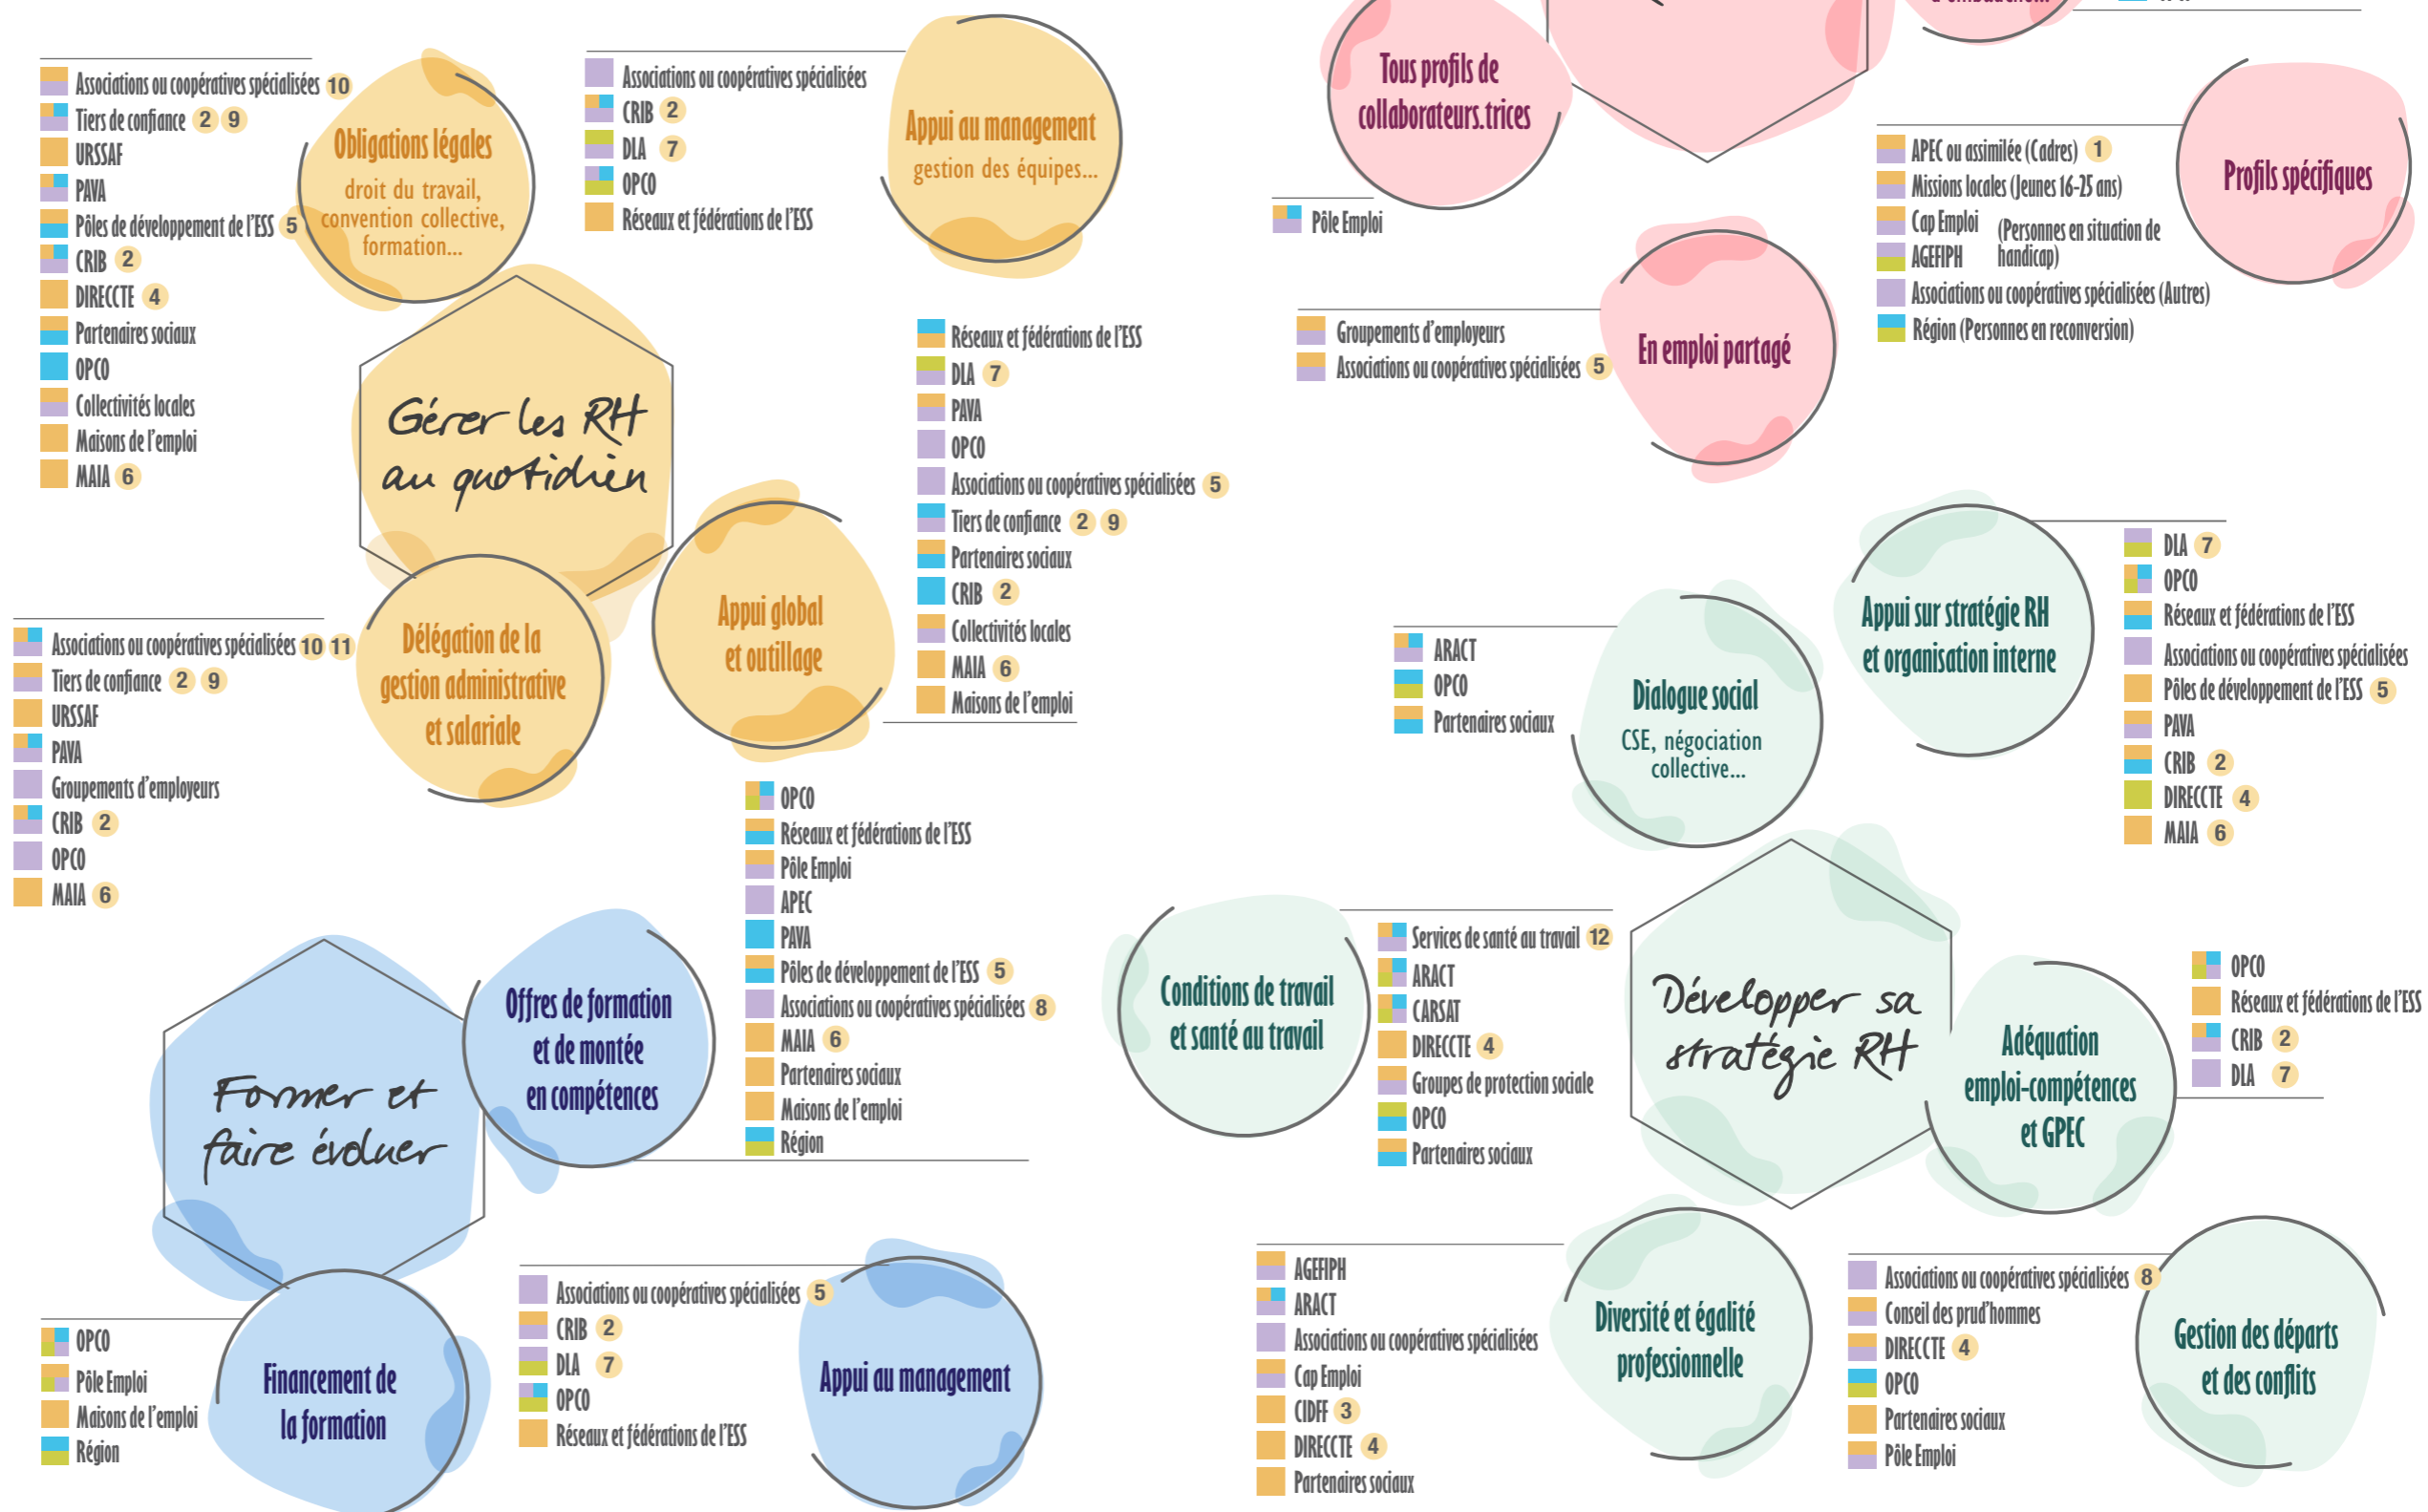 Associations ou coopératives spécialisées 10
Tiers de confiance 2 9
URSSAF
PAVA
Pôles de développement de l'ESS 5
CRIB 2
DIRECCTE 4
Partenaires sociaux
OPCO
Collectivités locales
Maisons de l'emploi
MAIA 6
Obligations légales
droit du travail,
convention collective,
formation...
Associations ou coopératives spécialisées
CRIB 2
DLA 7
OPCO
Réseaux et fédérations de l'ESS
Appui au management
gestion des équipes...
Gérer les RH
au quotidien
Réseaux et fédérations de l'ESS
DLA 7
PAVA
OPCO
Associations ou coopératives spécialisées 5
Tiers de confiance 2 9
Partenaires sociaux
CRIB 2
Collectivités locales
MAIA 6
Maisons de l'emploi
Appui global
et outillage
Associations ou coopératives spécialisées 10 11
Tiers de confiance 2 9
URSSAF
PAVA
Groupements d'employeurs
CRIB 2
OPCO
MAIA 6
Délégation de la
gestion administrative
et salariale
Tous profils de
collaborateurs.trices
Pôle Emploi
APEC ou assimilée (Cadres) 1
Missions locales (Jeunes 16-25 ans)
Cap Emploi
AGEFIPH
(Personnes en situation de
handicap)
Associations ou coopératives spécialisées (Autres)
Région (Personnes en reconversion)
Profils spécifiques
Groupements d'employeurs
Associations ou coopératives spécialisées 5
En emploi partagé
Former et
faire évoluer
Offres de formation
et de montée
en compétences
OPCO
Réseaux et fédérations de l'ESS
Pôle Emploi
APEC
PAVA
Pôles de développement de l'ESS 5
Associations ou coopératives spécialisées 8
MAIA 6
Partenaires sociaux
Maisons de l'emploi
Région
OPCO
Pôle Emploi
Maisons de l'emploi
Région
Financement de
la formation
Associations ou coopératives spécialisées 5
CRIB 2
DLA 7
OPCO
Réseaux et fédérations de l'ESS
Appui au management
ARACT
OPCO
Partenaires sociaux
Dialogue social
CSE, négociation
collective...
Appui sur stratégie RH
et organisation interne
DLA 7
OPCO
Réseaux et fédérations de l'ESS
Associations ou coopératives spécialisées
Pôles de développement de l'ESS 5
PAVA
CRIB 2
DIRECCTE 4
MAIA 6
Conditions de travail
et santé au travail
Services de santé au travail 12
ARACT
CARSAT
DIRECCTE 4
Groupes de protection sociale
OPCO
Partenaires sociaux
Développer sa
stratégie RH
Adéquation
emploi-compétences
et GPEC
OPCO
Réseaux et fédérations de l'ESS
CRIB 2
DLA 7
AGEFIPH
ARACT
Associations ou coopératives spécialisées
Cap Emploi
CIDFF 3
DIRECCTE 4
Partenaires sociaux
Diversité et égalité
professionnelle
Associations ou coopératives spécialisées 8
Conseil des prud'hommes
DIRECCTE 4
OPCO
Partenaires sociaux
Pôle Emploi
Gestion des départs
et des conflits